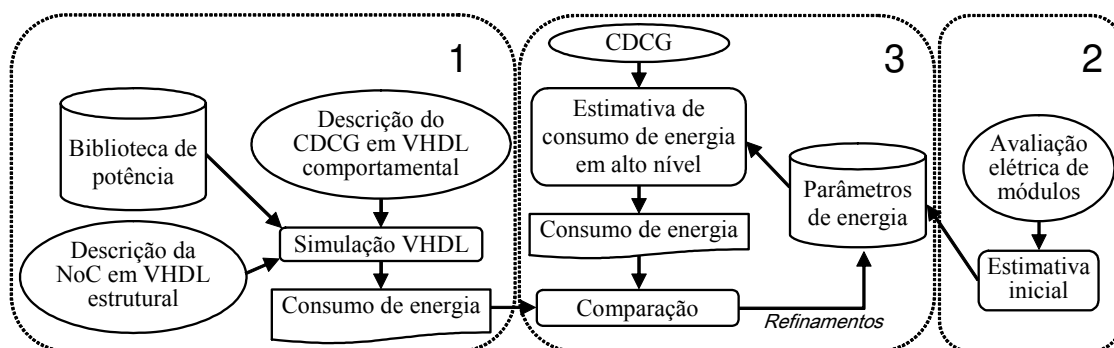 1
Biblioteca de
potência
Descrição do
CDCG em VHDL
comportamental
Descrição da
NoC em VHDL
estrutural
Simulação VHDL
Consumo de energia
3
CDCG
Estimativa de
consumo de energia
em alto nível
Consumo de energia
Comparação
Refinamentos
Parâmetros
de energia
2
Avaliação
elétrica de
módulos
Estimativa
inicial